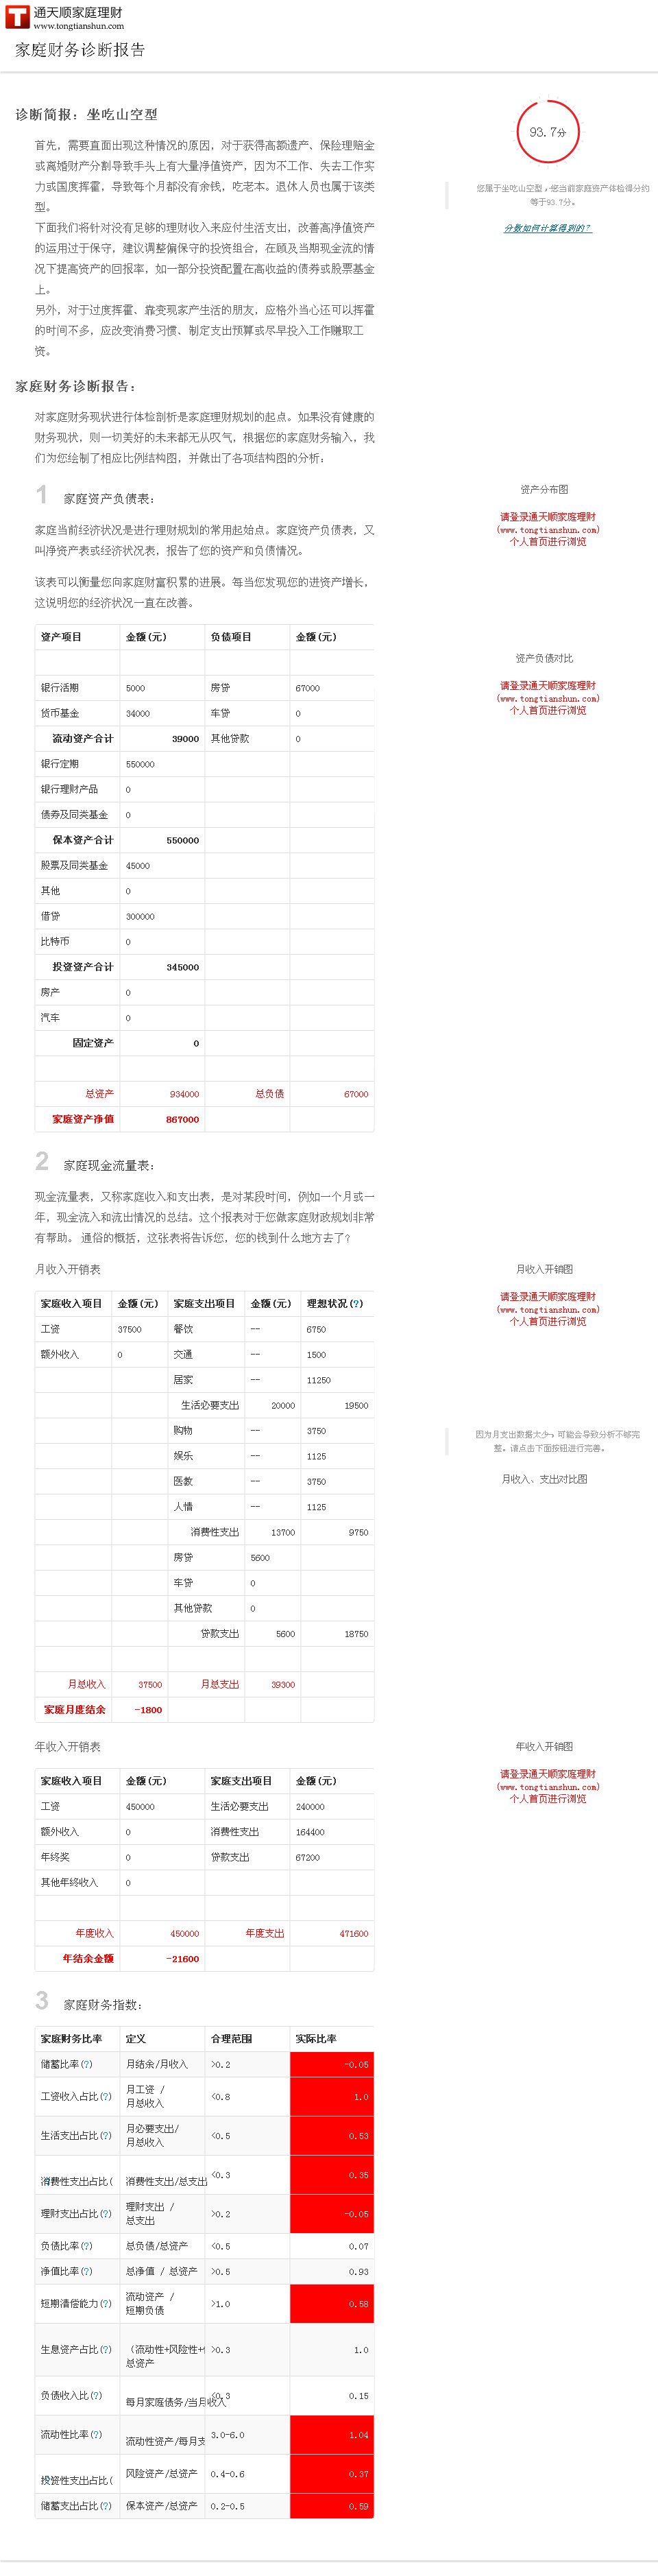 通天顺家庭理财
www.tongtianshun.com
家庭财务诊断报告
诊断简报：坐吃山空型
首先，需要直面出现这种情况的原因，对于获得高额遗产、保险理赔金
或离婚财产分割导致手头上有大量净值资产，因为不工作、失去工作实
力或国度挥霍，导致每个月都没有余钱，吃老本。退休人员也属于该类
型。
下面我们将针对没有足够的理财收入来应付生活支出，改善高净值资产
的运用过于保守，建议调整偏保守的投资组合，在顾及当期现金流的情
况下提高资产的回报率，如一部分投资配置在高收益的债券或股票基金
上。
另外，对于过度挥霍、靠变现家产生活的朋友，应格外当心还可以挥霍
的时间不多，应改变消费习惯、制定支出预算或尽早投入工作赚取工
资。
93.7分
您属于坐吃山空型，您当前家庭资产体检得分约
等于93.7分。
分数如何计算得到的？
家庭财务诊断报告：
对家庭财务现状进行体检剖析是家庭理财规划的起点。如果没有健康的
财务现状，则一切美好的未来都无从叹气，根据您的家庭财务输入，我
们为您绘制了相应比例结构图，并做出了各项结构图的分析：
1 家庭资产负债表：
家庭当前经济状况是进行理财规划的常用起始点。家庭资产负债表，又
叫净资产表或经济状况表，报告了您的资产和负债情况。
该表可以衡量您向家庭财富积累的进展。每当您发现您的进资产增长，
这说明您的经济状况一直在改善。
资产分布图
请登录通天顺家庭理财
(www.tongtianshun.com)
个人首页进行浏览
资产负债对比
请登录通天顺家庭理财
(www.tongtianshun.com)
个人首页进行浏览
资产项目 金额(元) 负债项目 金额(元)
银行活期 5000 房贷 67000
货币基金 34000 车贷 0
流动资产合计 39000 其他贷款 0
银行定期 550000
银行理财产品 0
债券及同类基金 0
保本资产合计 550000
股票及同类基金 45000
其他 0
借贷 300000
比特币 0
投资资产合计 345000
房产 0
汽车 0
固定资产 0
总资产 934000 总负债 67000
家庭资产净值 867000
2 家庭现金流量表：
现金流量表，又称家庭收入和支出表，是对某段时间，例如一个月或一
年，现金流入和流出情况的总结。这个报表对于您做家庭财政规划非常
有帮助。 通俗的概括，这张表将告诉您，您的钱到什么地方去了?
月收入开销表
月收入开销图
请登录通天顺家庭理财
(www.tongtianshun.com)
个人首页进行浏览
因为月支出数据太少，可能会导致分析不够完
整。请点击下面按钮进行完善。
月收入、支出对比图
家庭收入项目 金额(元) 家庭支出项目 金额(元) 理想状况(?)
工资 37500 餐饮 -- 6750
额外收入 0 交通 -- 1500
居家 -- 11250
生活必要支出 20000 19500
购物 -- 3750
娱乐 -- 1125
医教 -- 3750
人情 -- 1125
消费性支出 13700 9750
房贷 5600
车贷 0
其他贷款 0
贷款支出 5600 18750
月总收入 37500 月总支出 39300
家庭月度结余 -1800
年收入开销表
年收入开销图
请登录通天顺家庭理财
(www.tongtianshun.com)
个人首页进行浏览
家庭收入项目 金额(元) 家庭支出项目 金额(元)
工资 450000 生活必要支出 240000
额外收入 0 消费性支出 164400
年终奖 0 贷款支出 67200
其他年终收入 0
年度收入 450000 年度支出 471600
年结余金额 -21600
3 家庭财务指数：
家庭财务比率 定义 合理范围 实际比率
储蓄比率(?) 月结余/月收入 >0.2 -0.05
工资收入占比(?) 月工资 /
月总收入 <0.8 1.0
生活支出占比(?) 月必要支出/
月总收入 <0.5 0.53
消费性支出占比( 消费性支出/总支出 <0.3 0.35
理财支出占比(?) 理财支出 /
总支出 >0.2 -0.05
负债比率(?) 总负债/总资产 <0.5 0.07
净值比率(?) 总净值 / 总资产 >0.5 0.93
短期清偿能力(?) 流动资产 /
短期负债 >1.0 0.58
生息资产占比(?) （流动性+风险性+ >0.3 1.0
总资产
负债收入比(?) 每月家庭债务/当月收入 <0.3 0.15
流动性比率(?) 流动性资产/每月支 3.0-6.0 1.04
投资性支出占比( 风险资产/总资产 0.4-0.6 0.37
储蓄支出占比(?) 保本资产/总资产 0.2-0.5 0.59